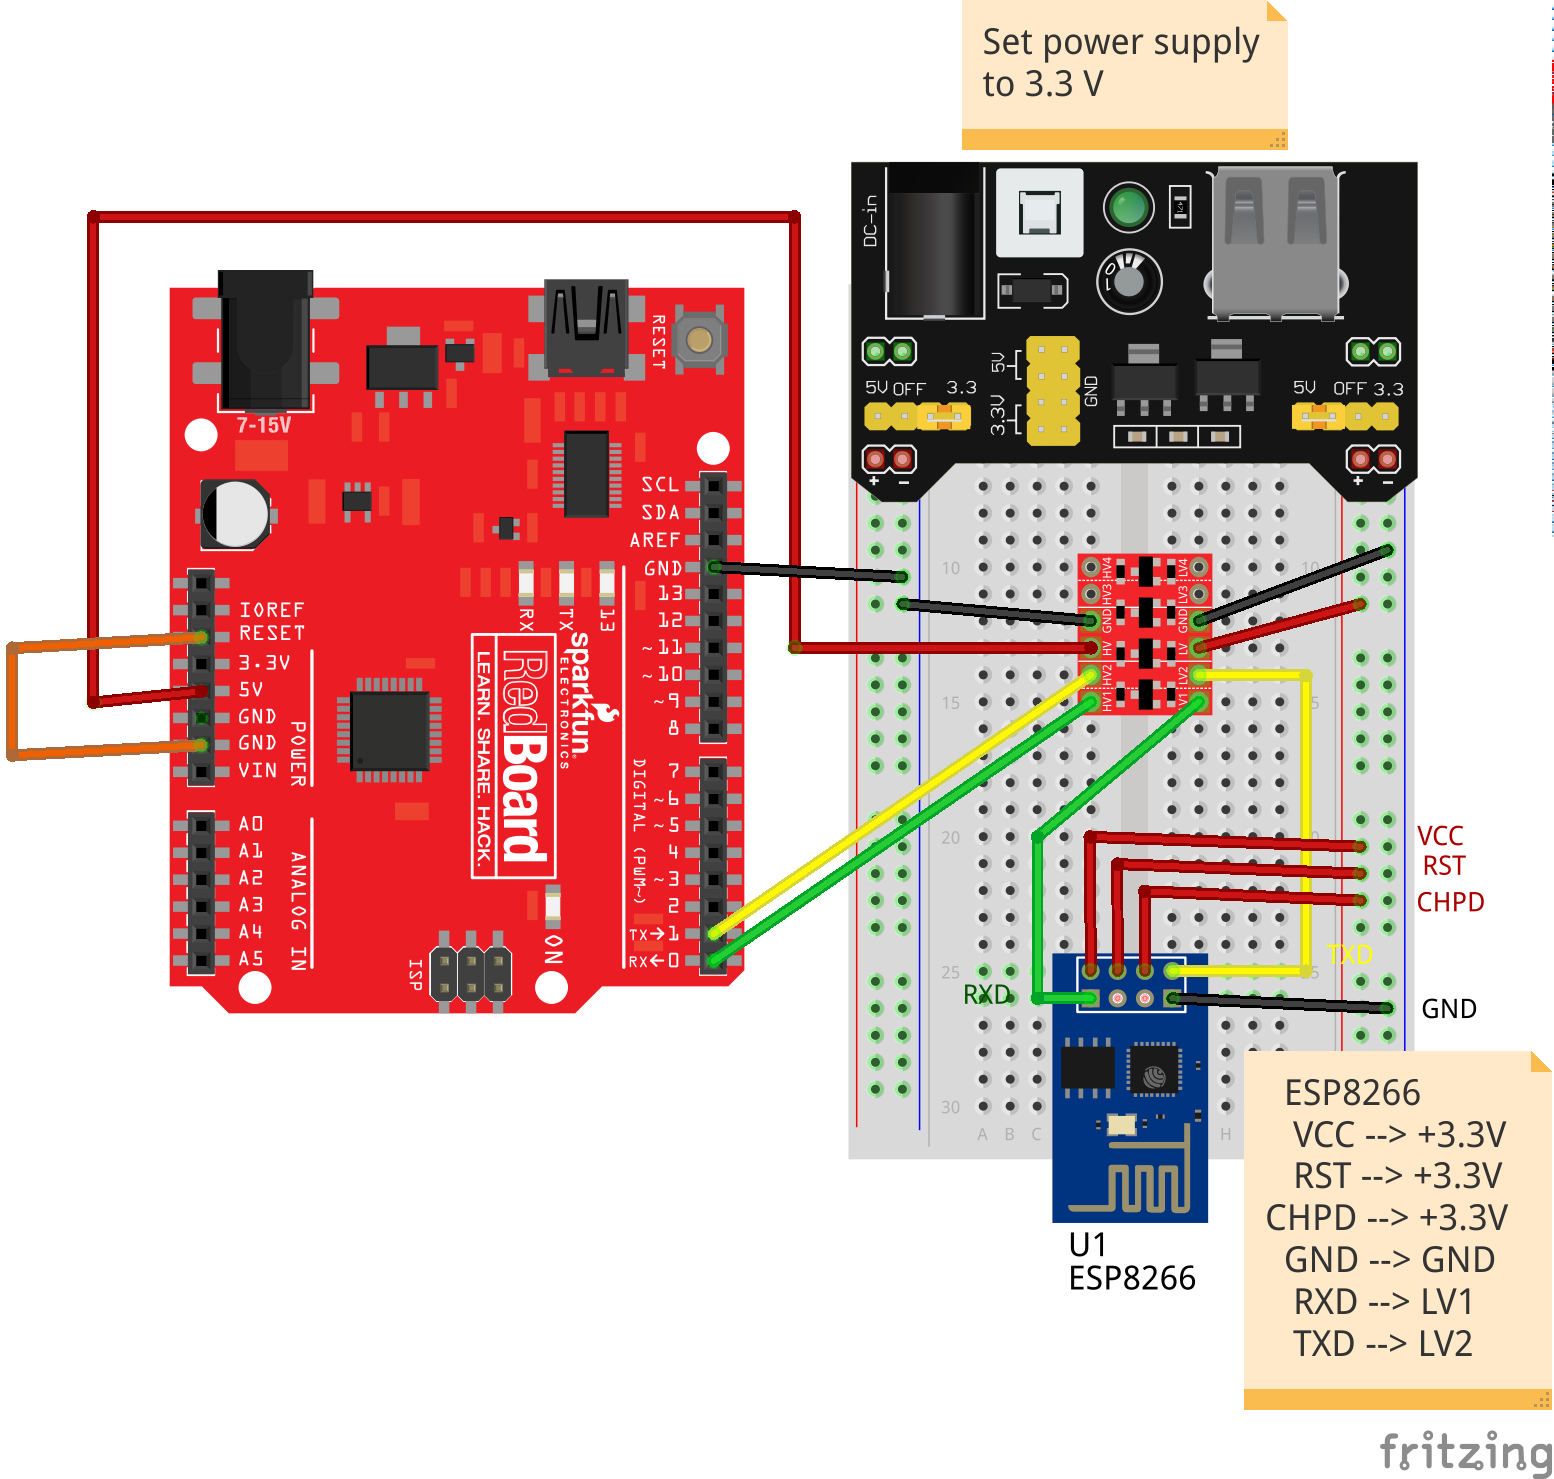 Set power supply
to 3.3 V
DC-in
5V OFF 3.3
5V
3.3V
GND
5V OFF 3.3
+ −
+ −
10
7-15V
RESET
SCL
SDA
AREF
GND
13
12
~11
~10
~9
8
7
~6
~5
4
~3
2
TX→1
RX←0
DIGITAL (PWM~)
RX
TX
13
sparkfun
ELECTRONICS
RedBoard
LEARN. SHARE. HACK.
ON
ISP
IOREF
RESET
3.3V
5V
GND
GND
VIN
POWER
A0
A1
A2
A3
A4
A5
ANALOG IN
HV4
HV3
GND
HV
HV2
HV1
LV4
LV3
GND
LV
LV2
10
15
20
25
30
10
A B C H
VCC
RST
CHPD
TXD
RXD
GND
U1
ESP8266
ESP8266
VCC --> +3.3V
RST --> +3.3V
CHPD --> +3.3V
GND --> GND
RXD --> LV1
TXD --> LV2
fritzing